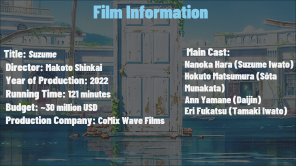 Film Information
Title: Suzume
Director: Makoto Shinkai
Year of Production: 2022
Running Time: 121 minutes
Budget: ~30 million USD
Production Company: CoMix Wave Films
Main Cast:
Nanoka Hara (Suzume Iwato)
Hokuto Matsumura (Sōta
Munakata)
Ann Yamane (Daijin)
Eri Fukatsu (Tamaki Iwato)